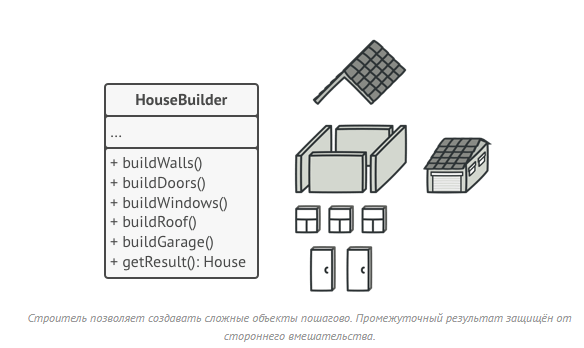 HouseBuilder
...
+ buildWalls()
+ buildDoors()
+ buildWindows()
+ buildRoof()
+ buildGarage()
+ getResult(): House
Строитель позволяет создавать сложные объекты пошагово. Промежуточный результат защищён от
стороннего вмешательства.